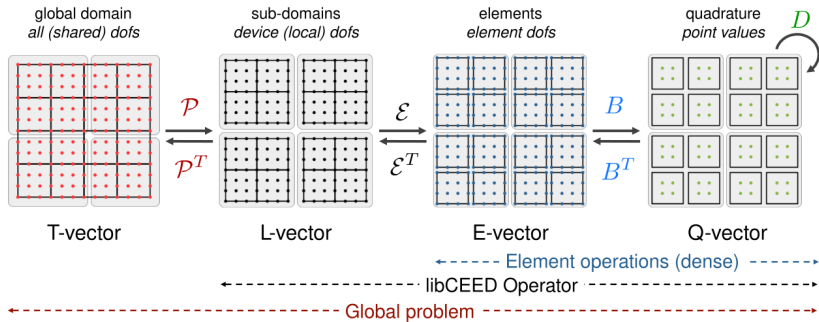 global domain
all (shared) dofs
sub-domains
device (local) dofs
elements
element dofs
quadrature
point values
D
𝒫
𝒫^T
ℰ
ℰ^T
B
B^T
T-vector
L-vector
E-vector
Q-vector
Element operations (dense)
libCEED Operator
Global problem